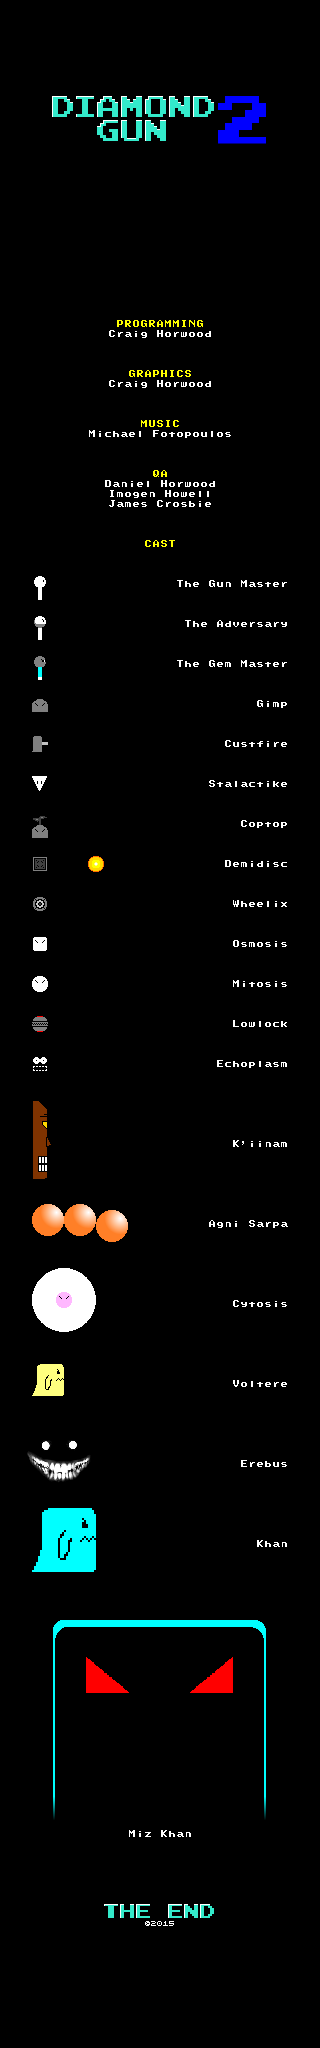 DIAMOND
GUN 2
PROGRAMMING
Craig Horwood
GRAPHICS
Craig Horwood
MUSIC
Michael Fotopoulos
QA
Daniel Horwood
Imogen Howell
James Crosbie
CAST
The Gun Master
The Adversary
The Gem Master
Gimp
Custfire
Stalactike
Coptop
Demidisc
Wheelix
Osmosis
Mitosis
Lowlock
Echoplasm
K'iinam
Agni Sarpa
Cytosis
Voltere
Erebus
Khan
Miz Khan
THE END
©2015